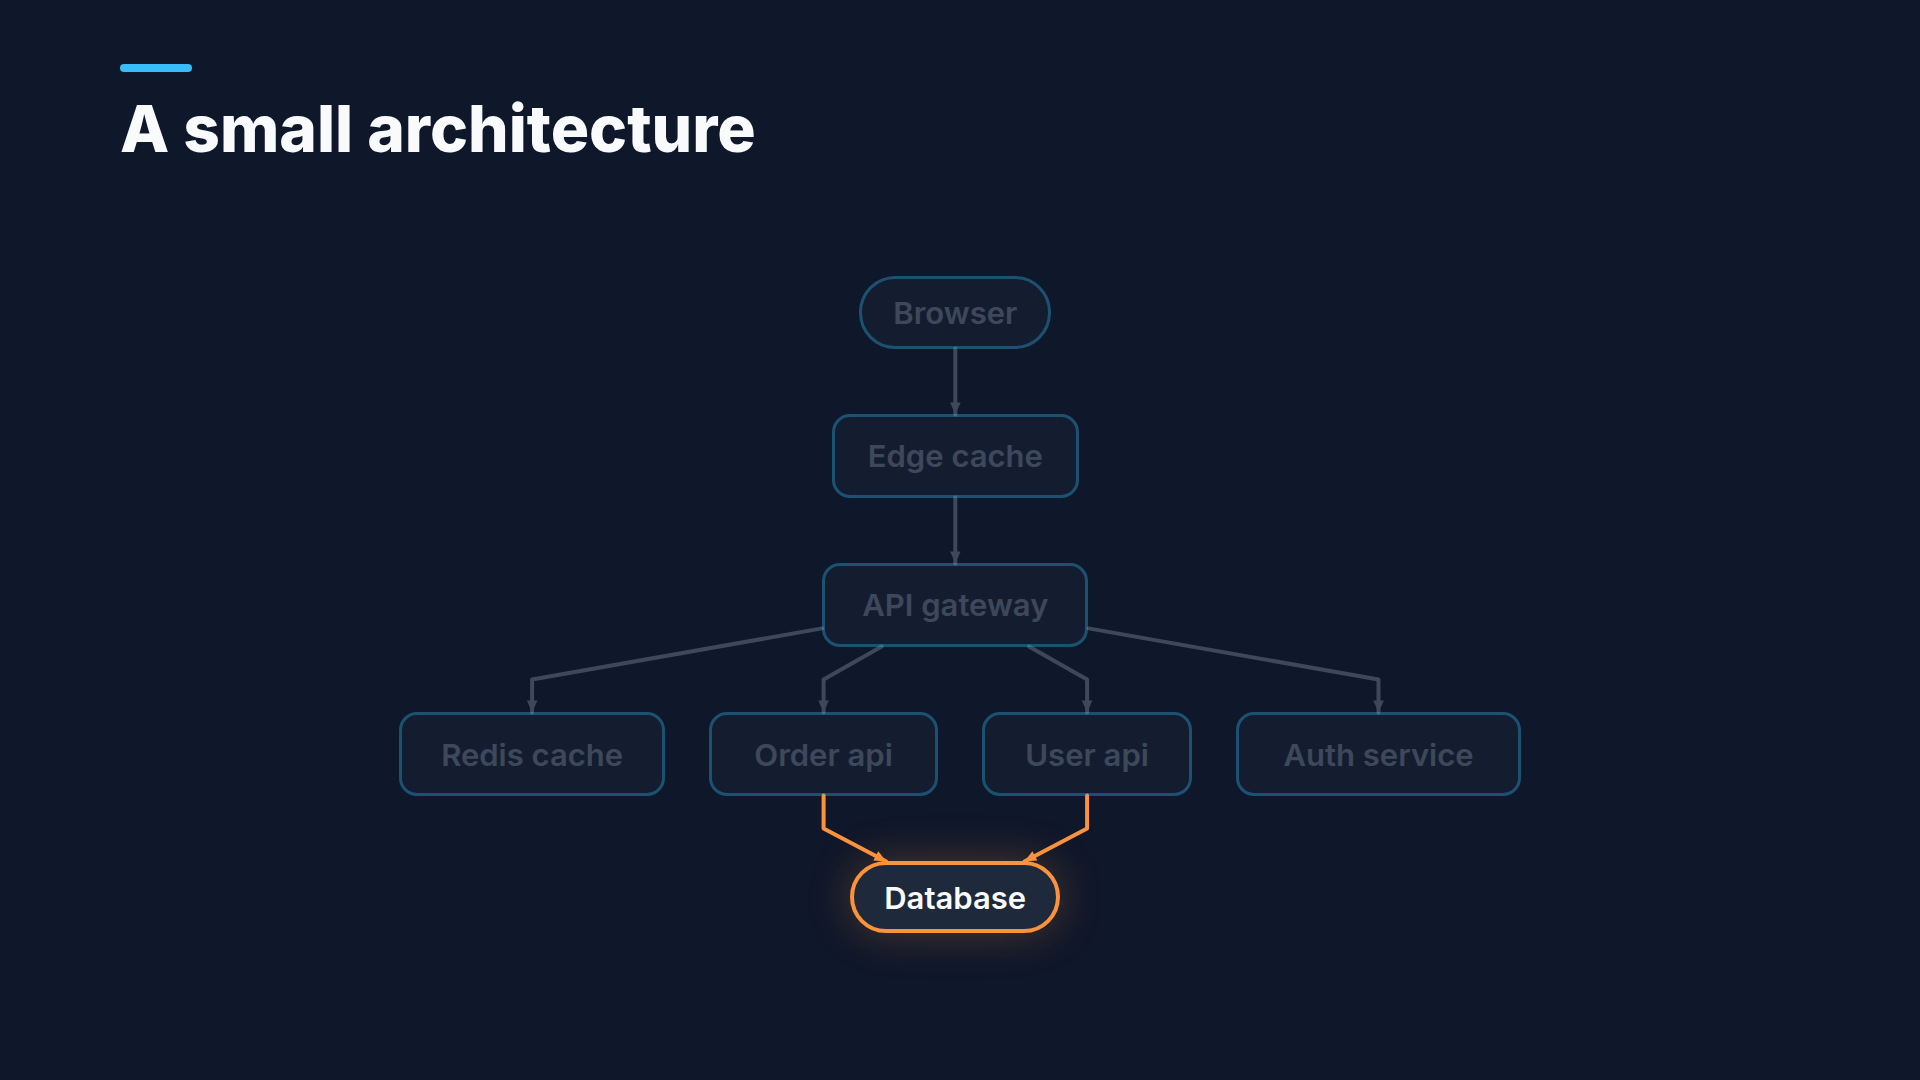 A small architecture
Browser
Edge cache
API gateway
Redis cache
Order api
User api
Auth service
Database